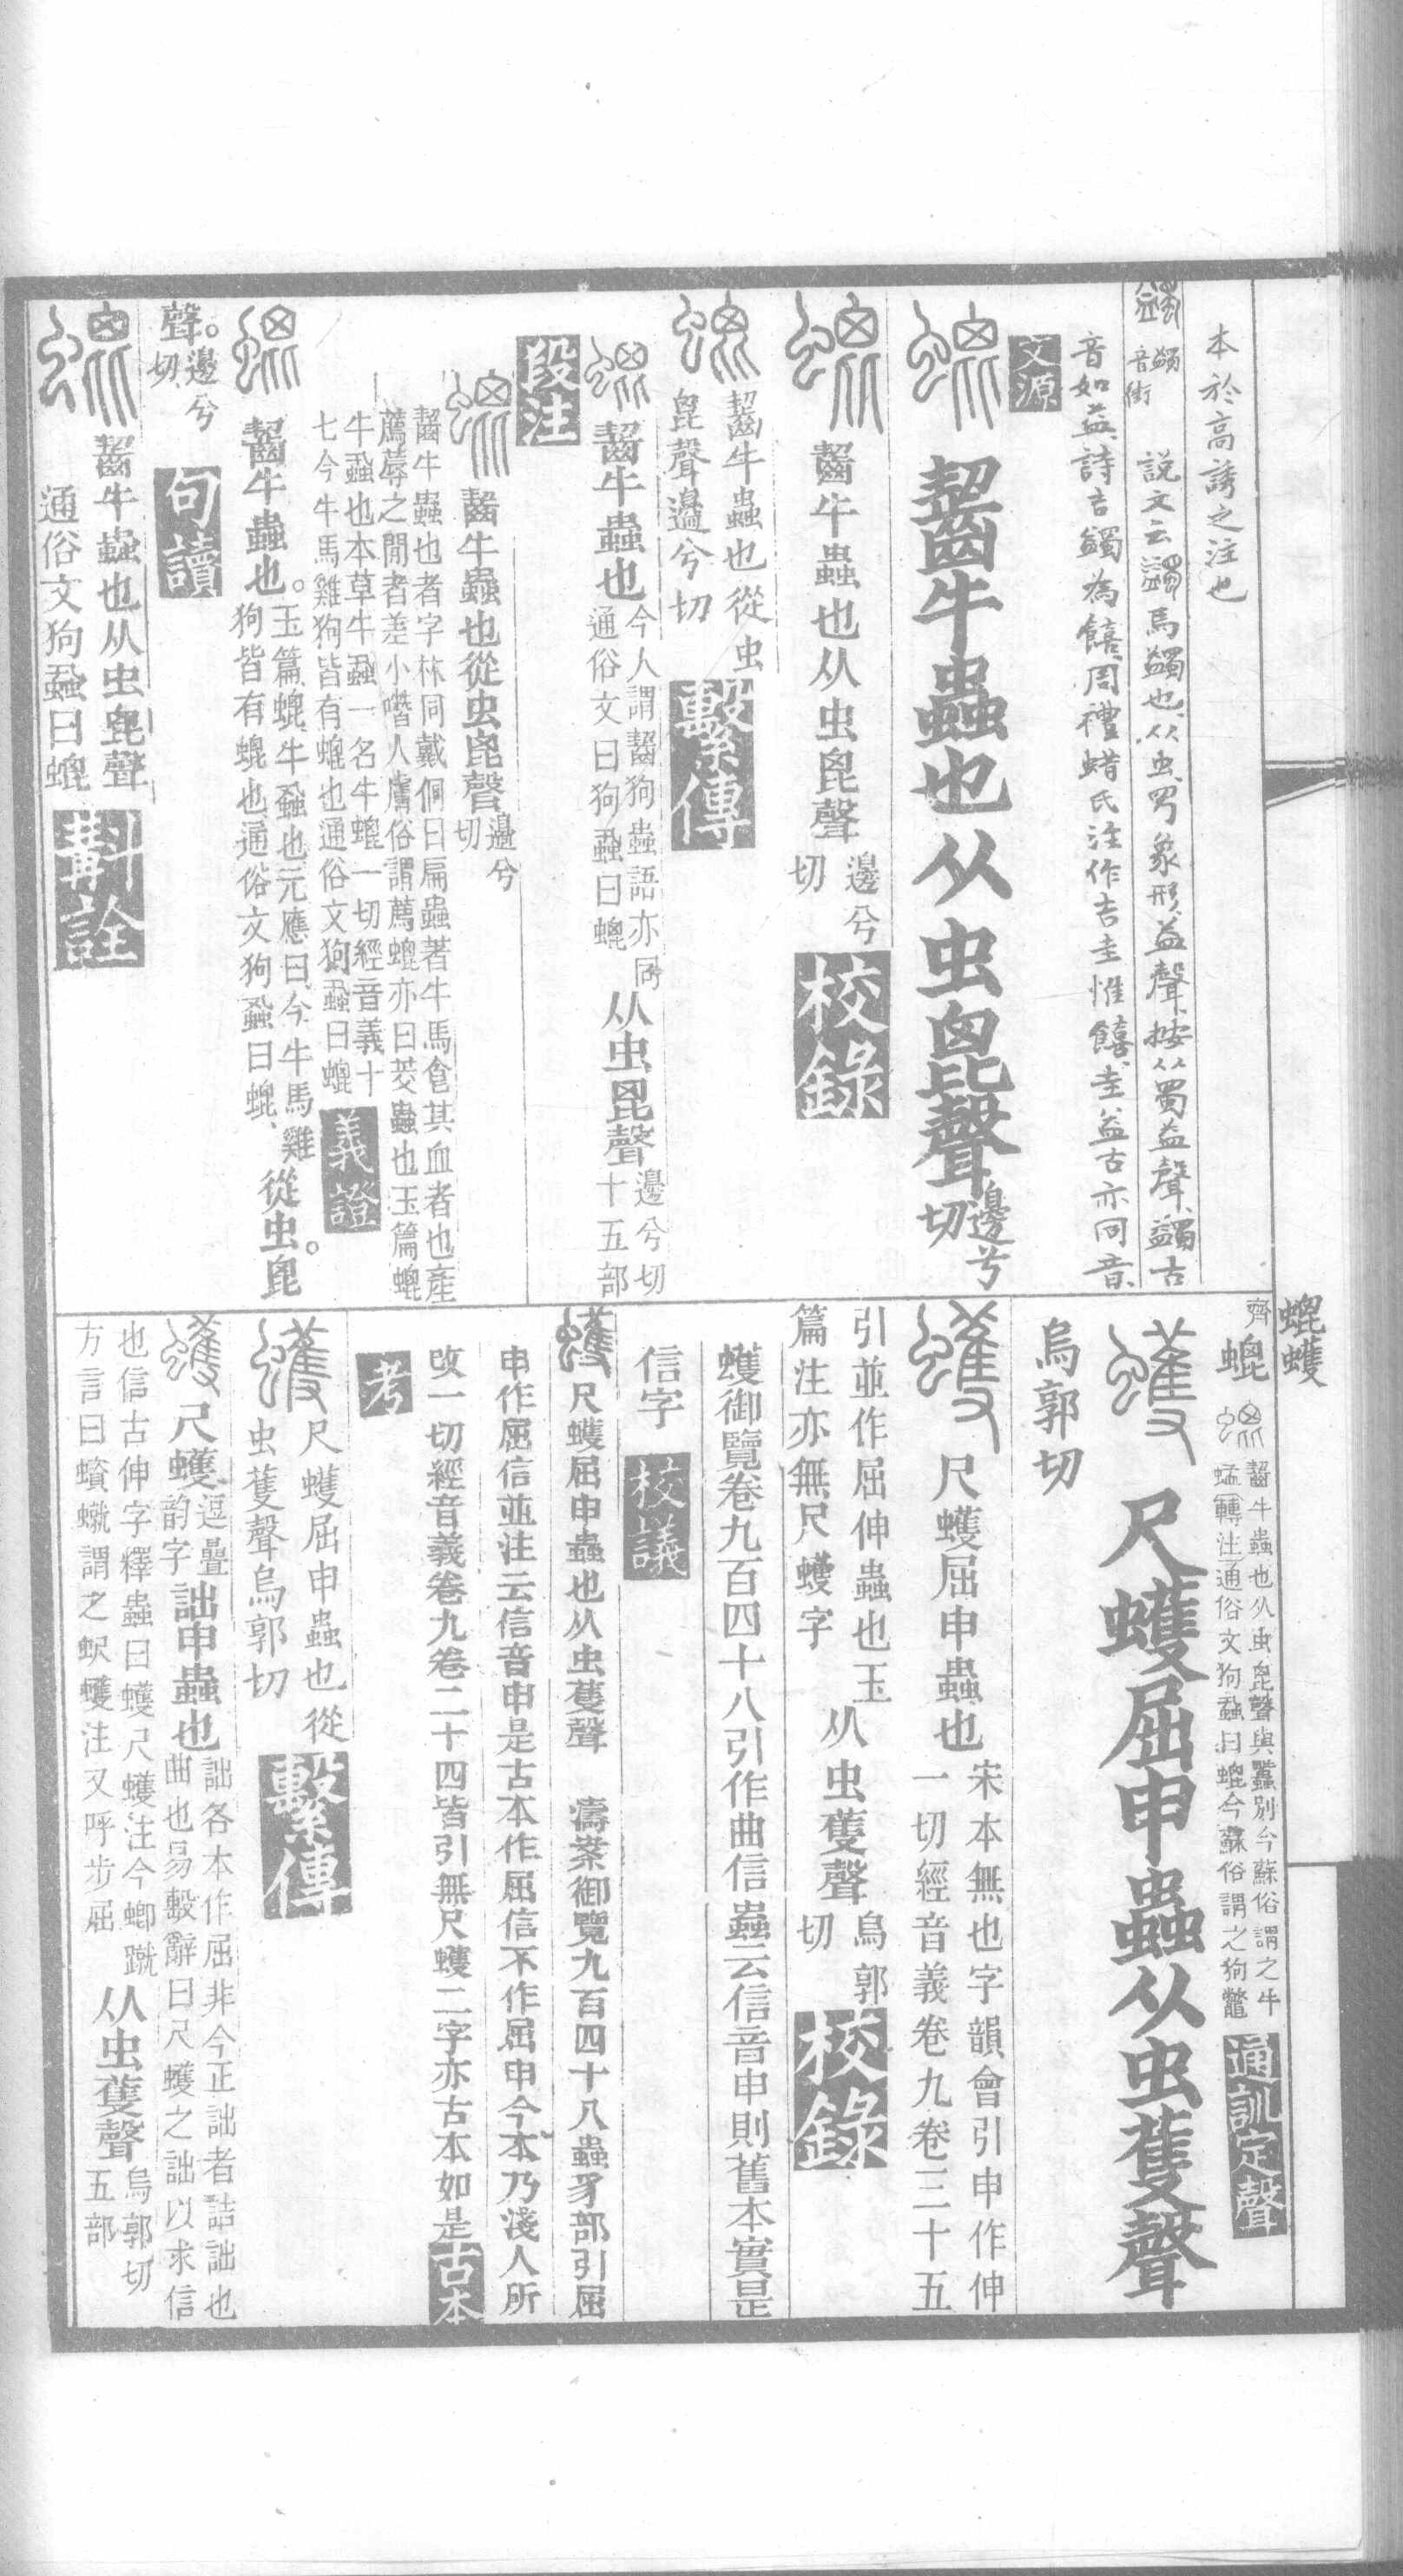 本於高誘之注也
蠲
音街
說文云蠲馬蠲也从虫罒象形益聲按从蜀益聲蠲古
音如益詩吉蠲為饎周禮蜡氏注作吉圭惟饎圭益古亦同音
文源
齧牛蟲也从虫𣬉聲邊兮切
齧牛蟲也从虫𣬉聲邊兮切
校錄
齧牛蟲也從虫
𣬉聲邊兮切
繫傳
齧牛蟲也
今人謂齧狗蟲語亦同
通俗文曰狗蝨曰螕
从虫𣬉聲
邊兮切
十五部
段注
齧牛蟲也從虫𣬉聲邊兮切
齧牛蟲也者字林同戴侗曰扁蟲著牛馬食其血者也產
薦蓐之閒者差小噆人膚俗謂薦螕亦曰茭蟲也玉篇螕
牛蝨也本草牛蝨一名牛螕一切經音義十
七今牛馬雞狗皆有螕也通俗文狗蝨曰螕
義證
齧牛蟲也。
玉篇螕、牛蝨也元應曰今牛馬、雞
狗皆有螕也通俗文狗蝨曰螕、
從虫。𣬉
聲。邊兮切
句讀
齧牛蟲也从虫𣬉聲
通俗文狗蝨曰螕
斠詮
螕蠖
齊
螕
齧牛蟲也从虫𣬉聲與蠶別今蘇俗謂之牛
蜢轉注通俗文狗蝨曰螕今蘇俗謂之狗鼈
通訓定聲
尺蠖屈申蟲从虫蒦聲
烏郭切
尺蠖屈申蟲也
宋本無也字韻會引申作伸
一切經音義卷九卷三十五
引並作屈伸蟲也玉
篇注亦無尺蠖字
从虫蒦聲
烏郭切
校錄
蠖御覽卷九百四十八引作曲信蟲云信音申則舊本實是
信字
校議
尺蠖屈申蟲也从虫蒦聲 濤案御覽九百四十八蟲豸部引屈
申作屈信並注云信音申是古本作屈信不作屈申今本乃淺人所
改一切經音義卷九卷二十四皆引無尺蠖二字亦古本如是
古本
考
尺蠖屈申蟲也從
虫蒦聲烏郭切
繫傳
尺蠖
逗疊
韵字
詘申蟲也
詘各本作屈非今正詘者詰詘也
曲也易繫辭曰尺蠖之詘以求信
也信古伸字釋蟲曰蠖尺蠖注今蝍蹴
方言曰蠀𧑙謂之蚇蠖注又呼步屈
从虫蒦聲
烏郭切
五部